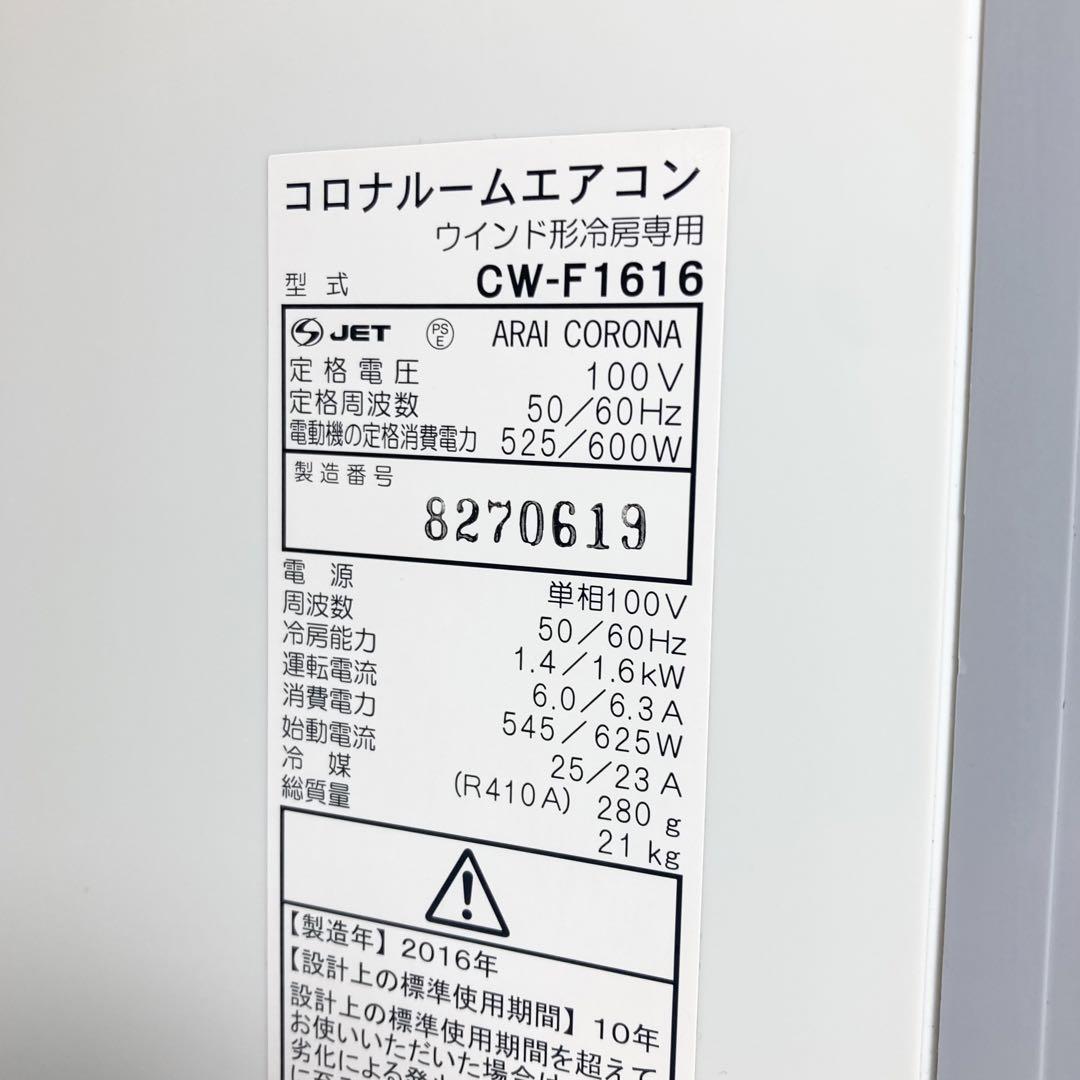 コロナルームエアコン
ウインド形冷房専用
型式 CW-F1616
JET PSE ARAI CORONA
定格電圧 100V
定格周波数 50/60Hz
電動機の定格消費電力 525/600W
製造番号
8270619
電源 単相100V
周波数 50/60Hz
冷房能力 1.4/1.6kW
運転電流 6.0/6.3A
消費電力 545/625W
始動電流 25/23A
冷媒 (R410A) 280g
総質量 21kg
【製造年】2016年
【設計上の標準使用期間】10年
設計上の標準使用期間を超えて
お使いいただいた場合は
劣化による発